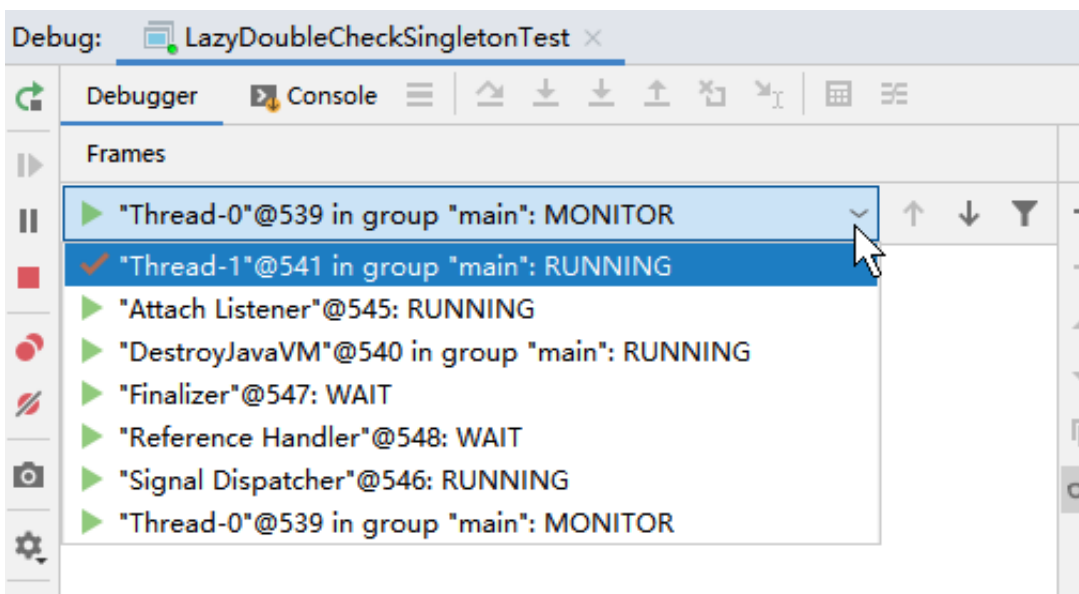 Debug: LazyDoubleCheckSingletonTest
Debugger Console
Frames
"Thread-0"@539 in group "main": MONITOR
"Thread-1"@541 in group "main": RUNNING
"Attach Listener"@545: RUNNING
"DestroyJavaVM"@540 in group "main": RUNNING
"Finalizer"@547: WAIT
"Reference Handler"@548: WAIT
"Signal Dispatcher"@546: RUNNING
"Thread-0"@539 in group "main": MONITOR